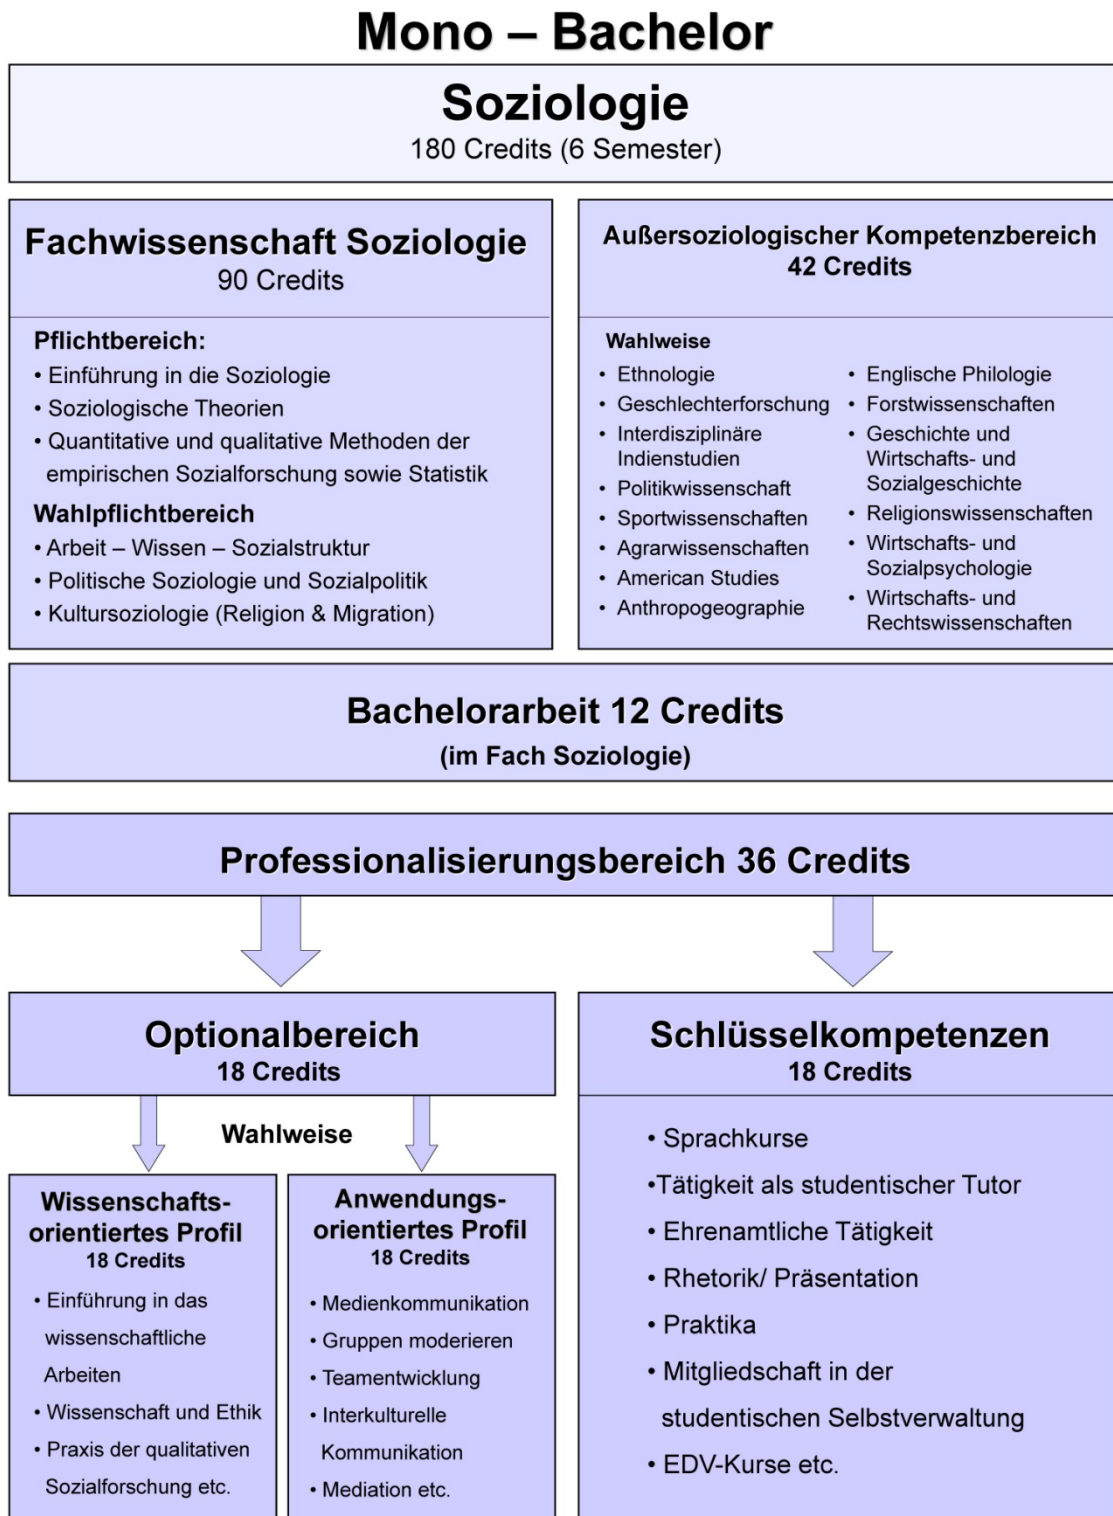 Mono – Bachelor
Soziologie
180 Credits (6 Semester)
Fachwissenschaft Soziologie
90 Credits
Pflichtbereich:
• Einführung in die Soziologie
• Soziologische Theorien
• Quantitative und qualitative Methoden der
empirischen Sozialforschung sowie Statistik
Wahlpflichtbereich
• Arbeit – Wissen – Sozialstruktur
• Politische Soziologie und Sozialpolitik
• Kultursoziologie (Religion & Migration)
Außersoziologischer Kompetenzbereich
42 Credits
Wahlweise
• Ethnologie
• Geschlechterforschung
• Interdisziplinäre
Indienstudien
• Politikwissenschaft
• Sportwissenschaften
• Agrarwissenschaften
• American Studies
• Anthropogeographie
• Englische Philologie
• Forstwissenschaften
• Geschichte und
Wirtschafts- und
Sozialgeschichte
• Religionswissenschaften
• Wirtschafts- und
Sozialpsychologie
• Wirtschafts- und
Rechtswissenschaften
Bachelorarbeit 12 Credits
(im Fach Soziologie)
Professionalisierungsbereich 36 Credits
Optionalbereich
18 Credits
Wahlweise
Wissenschafts-
orientiertes Profil
18 Credits
• Einführung in das
wissenschaftliche
Arbeiten
• Wissenschaft und Ethik
• Praxis der qualitativen
Sozialforschung etc.
Anwendungs-
orientiertes Profil
18 Credits
• Medienkommunikation
• Gruppen moderieren
• Teamentwicklung
• Interkulturelle
Kommunikation
• Mediation etc.
Schlüsselkompetenzen
18 Credits
• Sprachkurse
•Tätigkeit als studentischer Tutor
• Ehrenamtliche Tätigkeit
• Rhetorik/ Präsentation
• Praktika
• Mitgliedschaft in der
studentischen Selbstverwaltung
• EDV-Kurse etc.